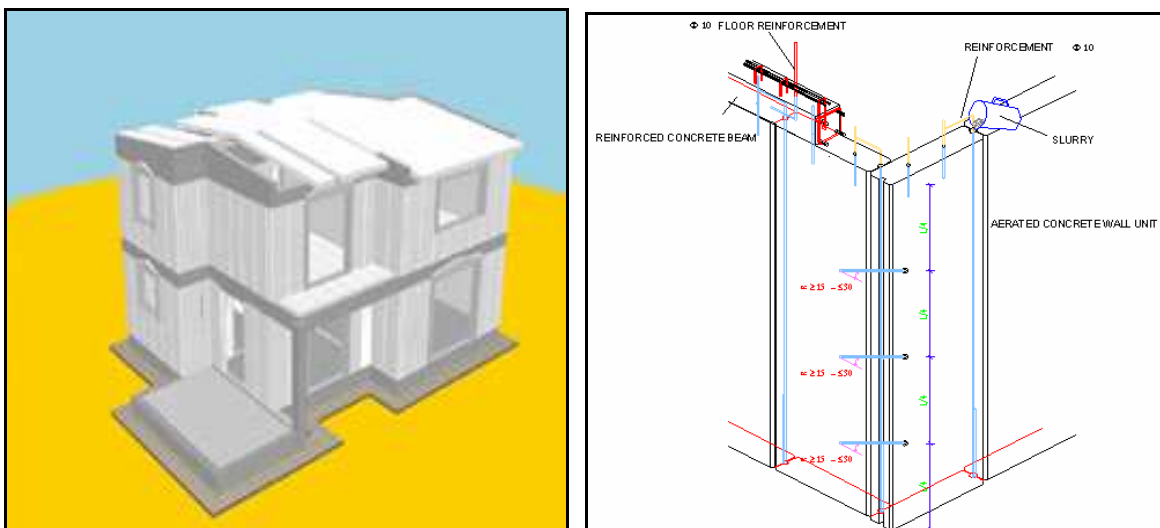 Φ 10 FLOOR REINFORCEMENT
REINFORCEMENT Φ 10
REINFORCED CONCRETE BEAM
SLURRY
AERATED CONCRETE WALL UNIT
L/4
∝ ≥15 - ≤30
L/4
∝ ≥15 - ≤30
L/4
∝ ≥15 - ≤30
L/4